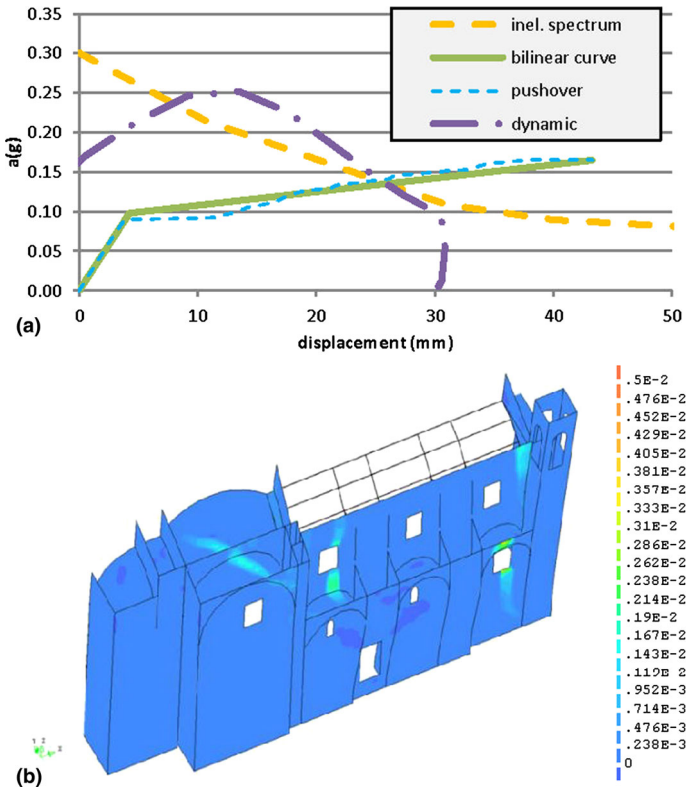 0.35
0.30
0.25
0.20
0.15
0.10
0.05
0.00
a(g)
inel. spectrum
bilinear curve
pushover
dynamic
0
10
20
30
40
50
displacement (mm)
(a)
.5E-2
.476E-2
.452E-2
.429E-2
.405E-2
.381E-2
.357E-2
.333E-2
.31E-2
.286E-2
.262E-2
.238E-2
.214E-2
.19E-2
.167E-2
.143E-2
.119E 2
.952E-3
.714E-3
.476E-3
.238E-3
0
(b)